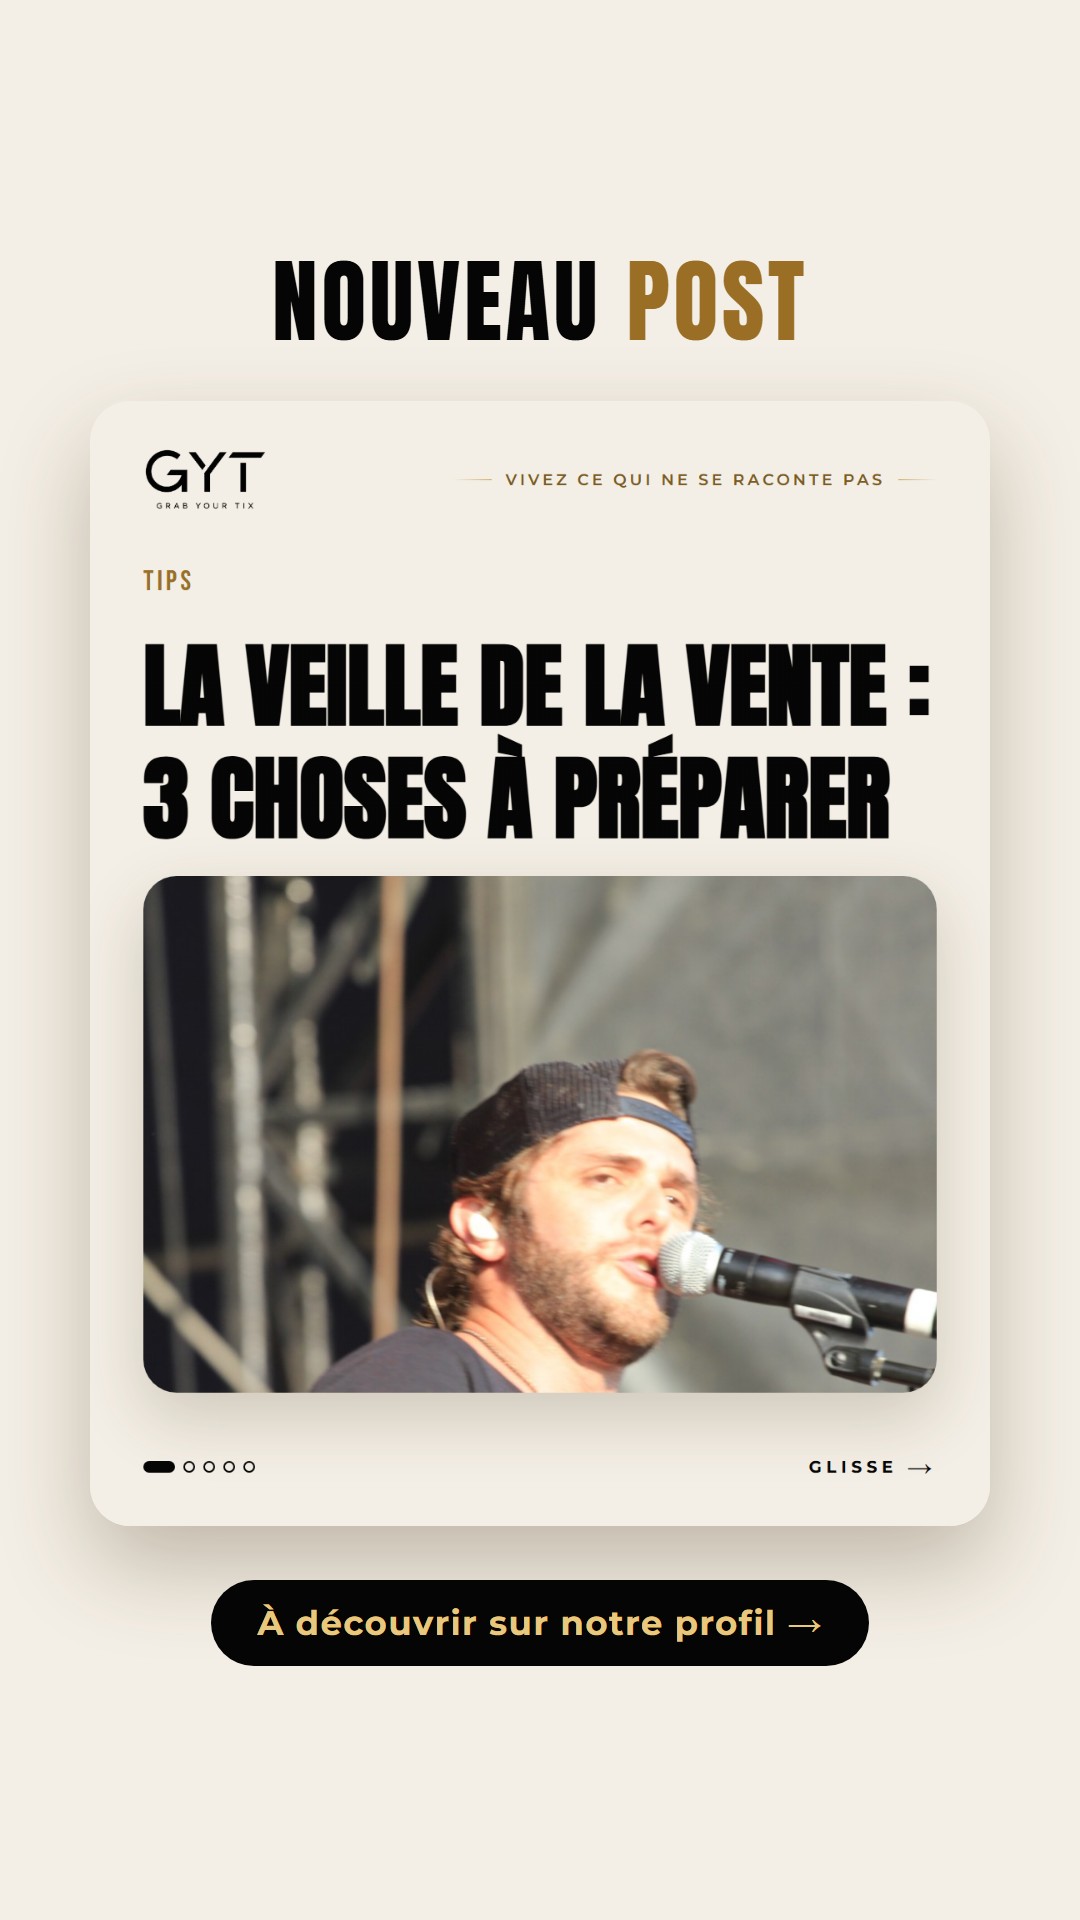 NOUVEAU POST
GYT
GRAB YOUR TIX
VIVEZ CE QUI NE SE RACONTE PAS
TIPS
LA VEILLE DE LA VENTE :
3 CHOSES À PRÉPARER
GLISSE →
À découvrir sur notre profil →